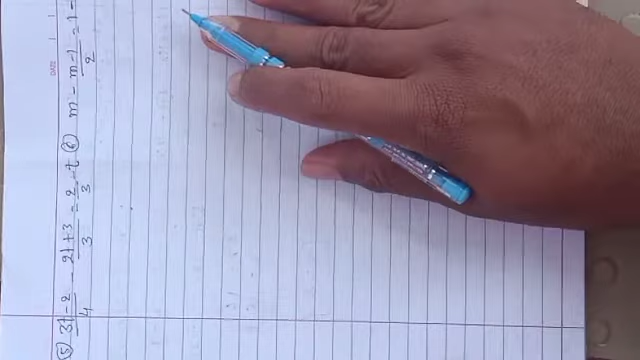 DATE
⑤ 3t-2/4 - 2t+3/3 = 2/3 - t ⑥ m - m-1/2 = 1-